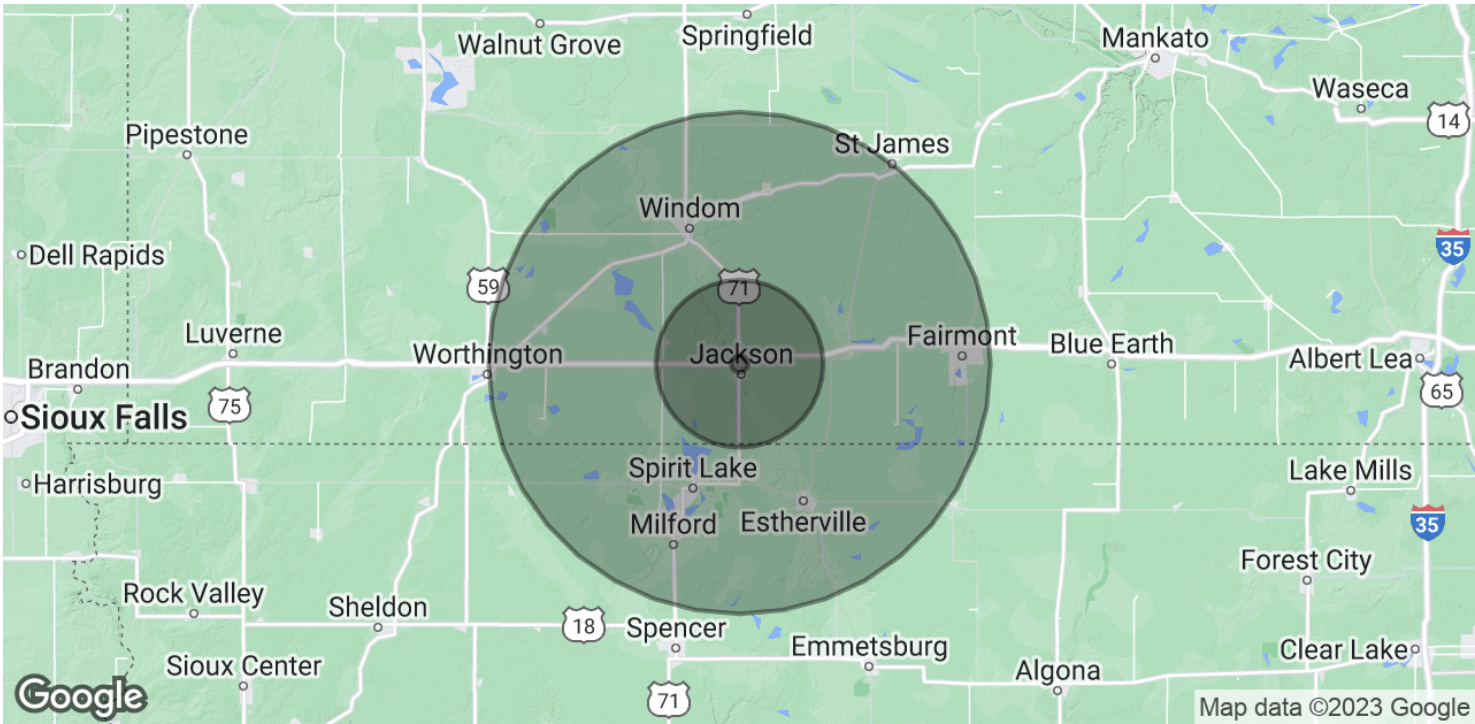 Walnut Grove
Springfield
Mankato
Waseca
14
Pipestone
St James
Windom
Dell Rapids
35
59
71
Luverne
Worthington
Jackson
Fairmont
Blue Earth
Albert Lea
Brandon
75
65
Sioux Falls
Spirit Lake
Lake Mills
Harrisburg
Milford
Estherville
35
Forest City
Rock Valley
Sheldon
18
Spencer
Emmetsburg
Clear Lake
Sioux Center
Algona
71
Google
Map data ©2023 Google